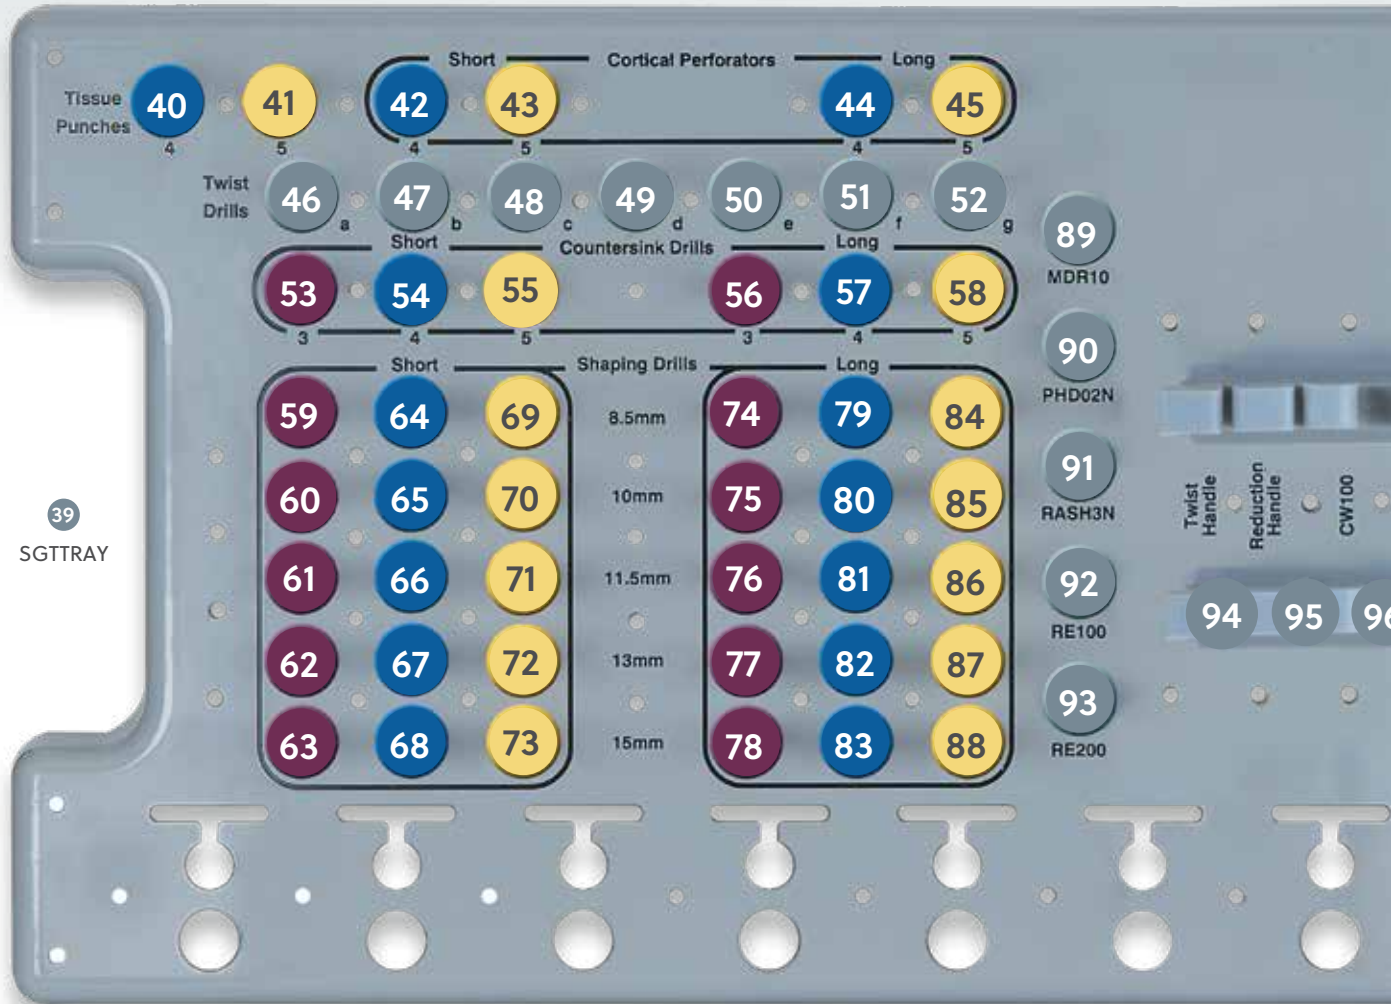 Short Cortical Perforators Long
Tissue
Punches
40 41 42 43 44 45
4 5 4 5 4 5
Twist
Drills
46 47 48 49 50 51 52
a b c d e f g
89
MDR10
Short Countersink Drills Long
53 54 55 56 57 58
3 4 5 3 4 5
90
PHD02N
Short Shaping Drills Long
59 64 69 8.5mm 74 79 84
60 65 70 10mm 75 80 85
61 66 71 11.5mm 76 81 86
62 67 72 13mm 77 82 87
63 68 73 15mm 78 83 88
91
RASH3N
92
RE100
93
RE200
39
SGTTRAY
Twist
Handle
Reduction
Handle
CW100
94 95 96